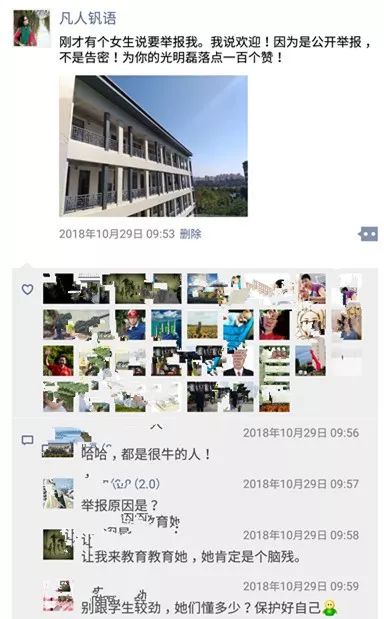 凡人钒语
刚才有个女生说要举报我。我说欢迎！因为是公开举报，
不是告密！为你的光明磊落点一百个赞！
2018年10月29日 09:53 删除
2018年10月29日 09:56
哈哈，都是很牛的人！
(2.0)
2018年10月29日 09:57
举报原因是？
2018年10月29日 09:58
让我来教育教育她，她肯定是个脑残。
2018年10月29日 09:59
别跟学生较劲，她们懂多少？保护好自己